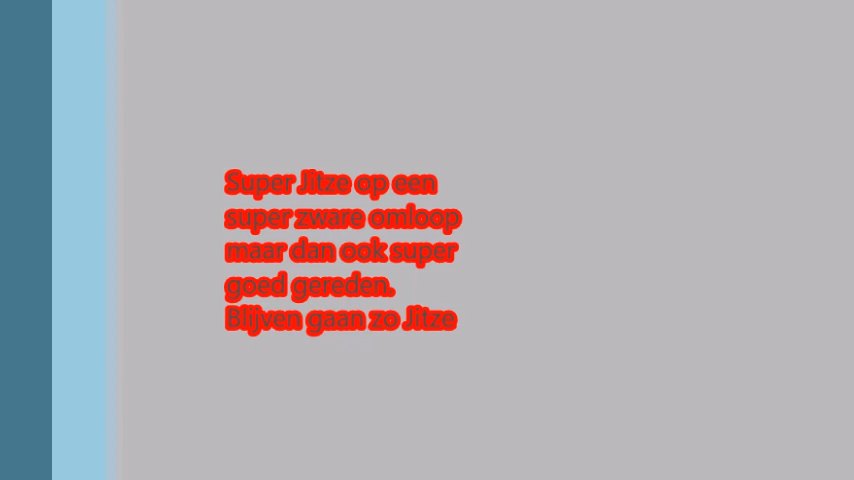 Super Jitze op een
super zware omloop
maar dan ook super
goed gereden.
Blijven gaan zo Jitze